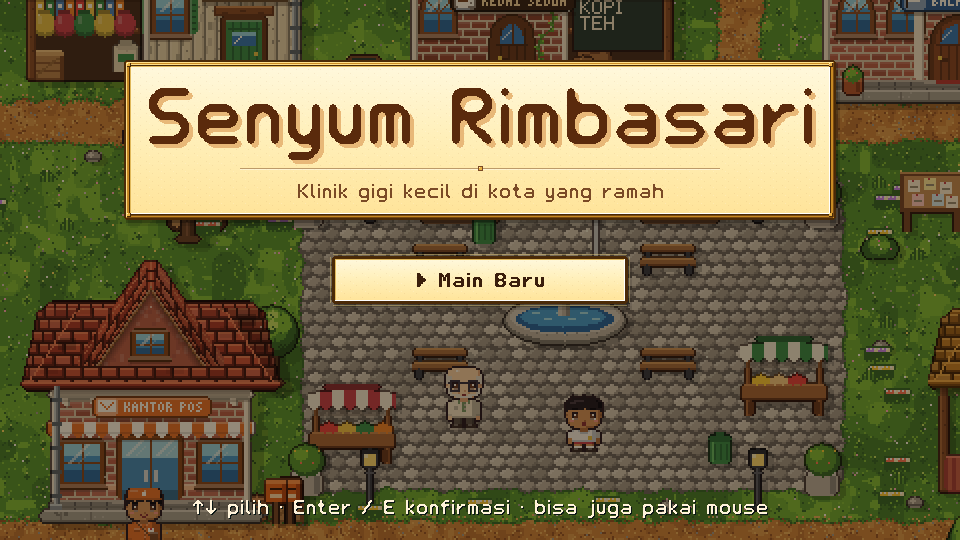 KEDAI SEDUH
KOPI
TEH
Senyum Rimbasari
Klinik gigi kecil di kota yang ramah
Main Baru
KANTOR POS
↑↓ pilih · Enter / E konfirmasi · bisa juga pakai mouse